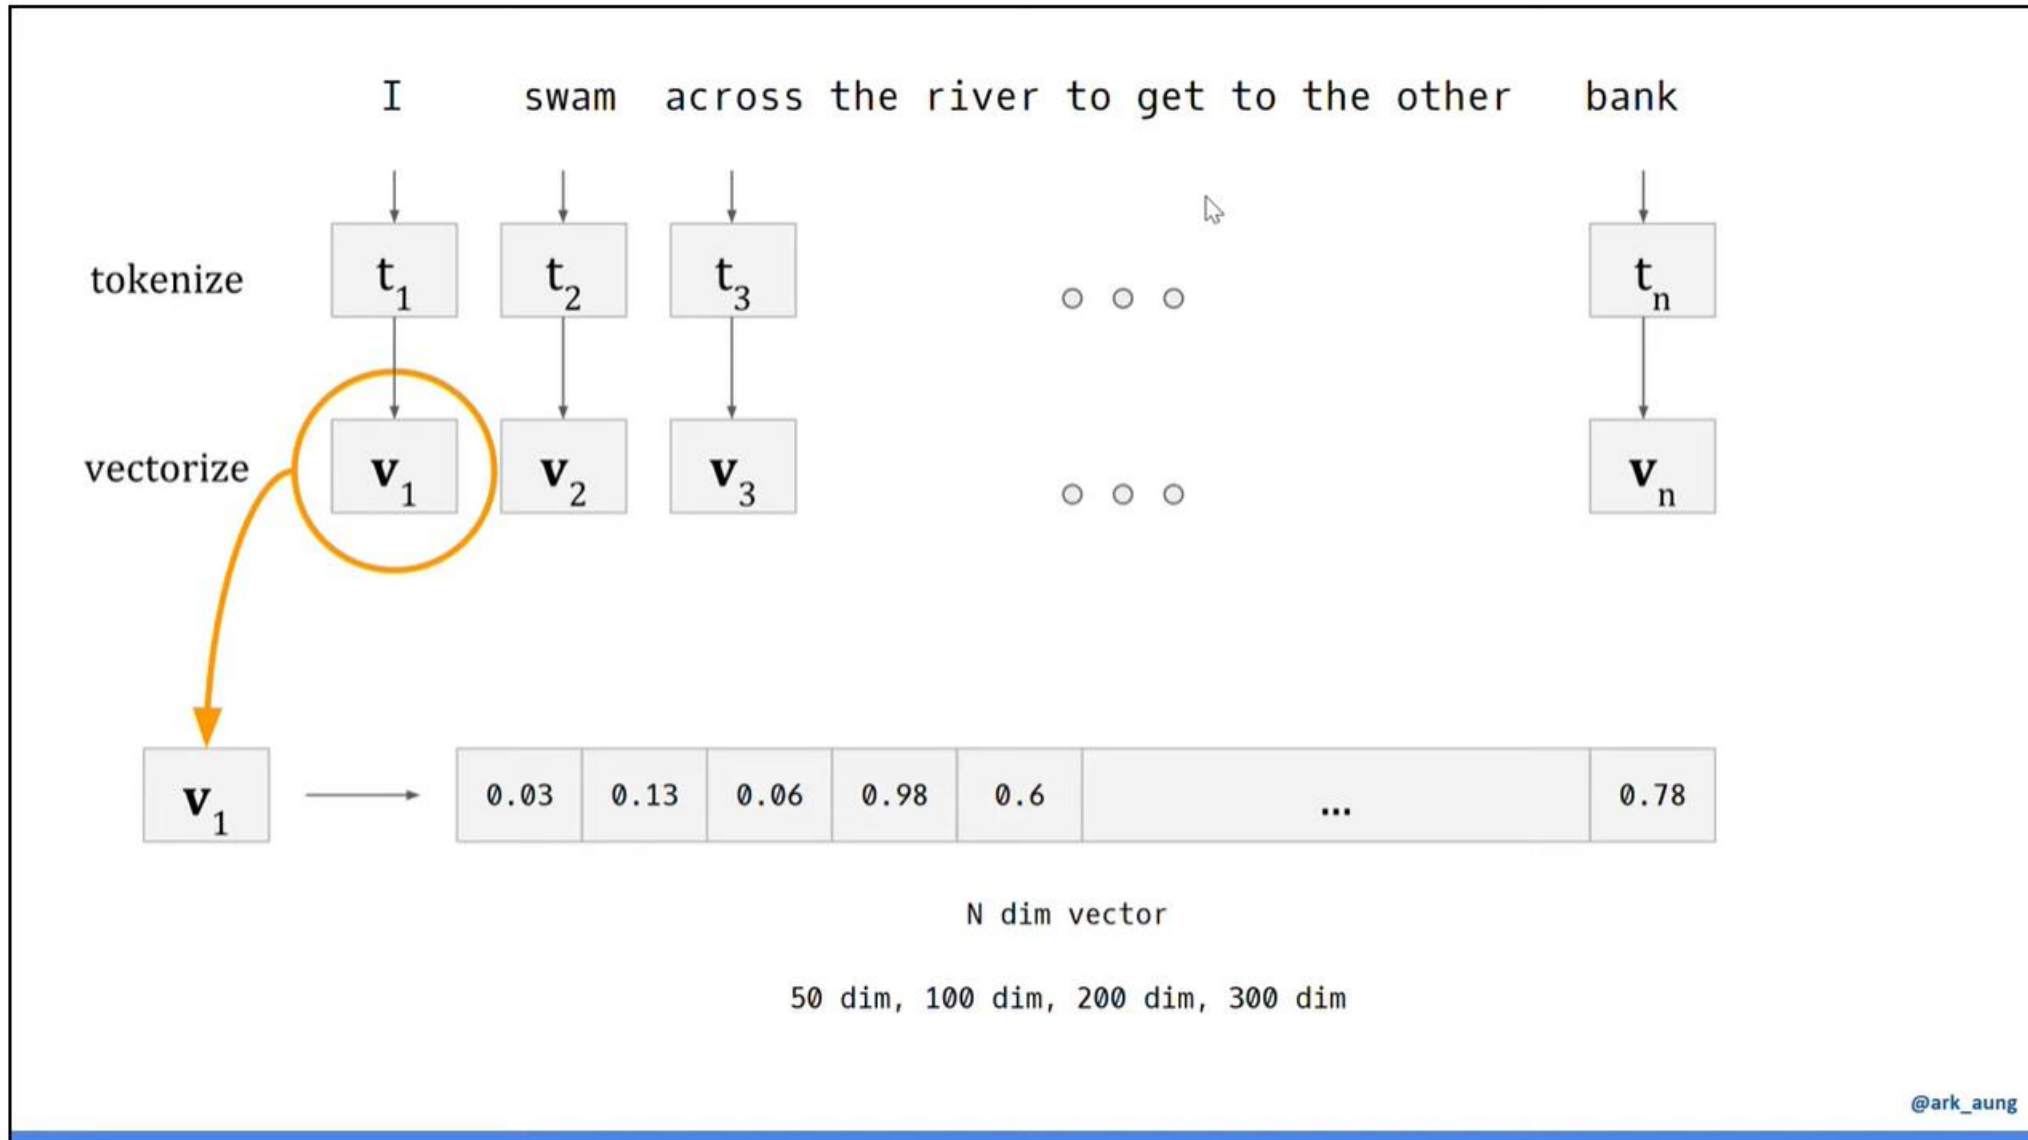 I swam across the river to get to the other bank
tokenize t1 t2 t3 tn
vectorize v1 v2 v3 vn
v1 0.03 0.13 0.06 0.98 0.6 ... 0.78
N dim vector
50 dim, 100 dim, 200 dim, 300 dim
@ark_aung